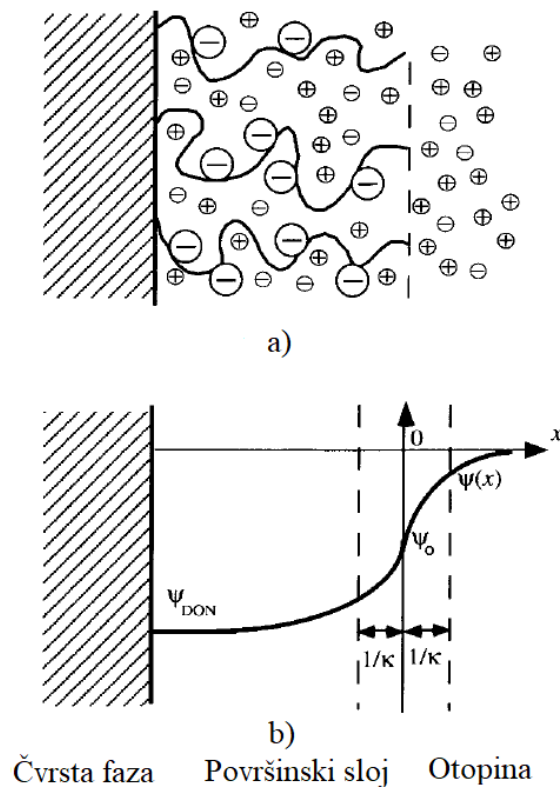 a)
0
x
ψ(x)
ψ₀
ψ_DON
1/κ 1/κ
b)
Čvrsta faza Površinski sloj Otopina